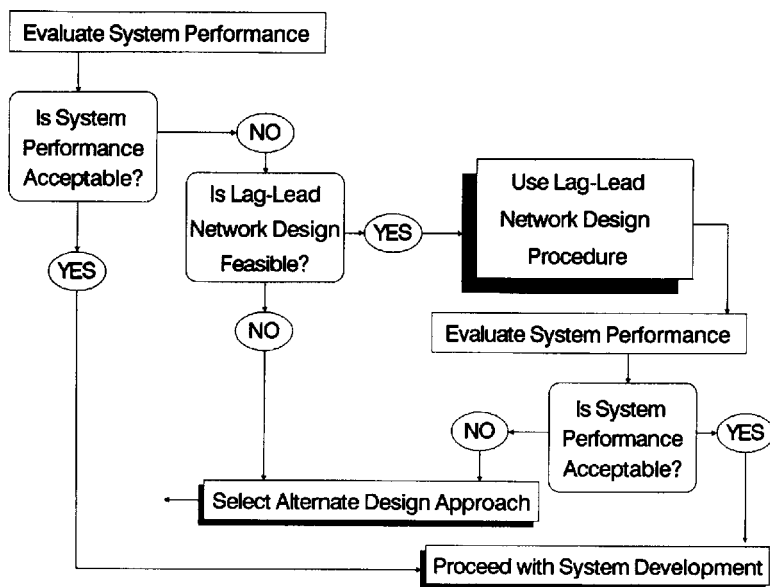 Evaluate System Performance
Is System
Performance
Acceptable?
NO
YES
Is Lag-Lead
Network Design
Feasible?
YES
NO
Use Lag-Lead
Network Design
Procedure
Evaluate System Performance
Is System
Performance
Acceptable?
NO
YES
Select Alternate Design Approach
Proceed with System Development